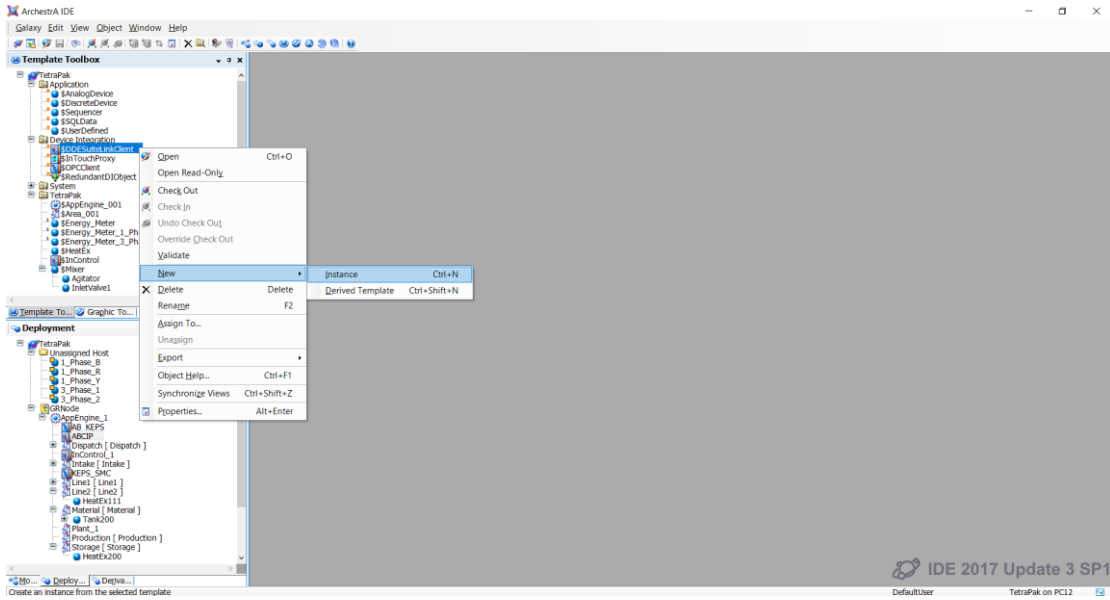 ArchestrA IDE
Galaxy Edit View Object Window Help
Template Toolbox
TetraPak
Application
$AnalogDevice
$DiscreteDevice
$Sequencer
$SQLData
$UserDefined
Device Integration
$DDESuiteLinkClient
$InTouchProxy
$OPCClient
$RedundantDIObject
System
TetraPak
$AppEngine_001
$Area_001
$Energy_Meter
$Energy_Meter_1_Ph
$Energy_Meter_3_Ph
$HeatEx
$InControl
$Mixer
Agitator
InletValve1
Template To... Graphic To...
Open Ctrl+O
Open Read-Only
Check Out
Check In
Undo Check Out
Override Check Out
Validate
New
Delete Delete
Rename F2
Assign To...
Unassign
Export
Object Help... Ctrl+F1
Synchronize Views Ctrl+Shift+Z
Properties... Alt+Enter
Instance Ctrl+N
Derived Template Ctrl+Shift+N
Deployment
TetraPak
Unassigned Host
1_Phase_B
1_Phase_R
1_Phase_Y
3_Phase_1
3_Phase_2
GRNode
AppEngine_1
AB_KEPS
ABCIP
Dispatch [ Dispatch ]
InControl_1
Intake [ Intake ]
KEPS_SMC
Line1 [ Line1 ]
Line2 [ Line2 ]
HeatEx111
Material [ Material ]
Tank200
Plant_1
Production [ Production ]
Storage [ Storage ]
HeatEx200
Mo... Deploy... Deriva...
IDE 2017 Update 3 SP1
Create an instance from the selected template DefaultUser TetraPak on PC12